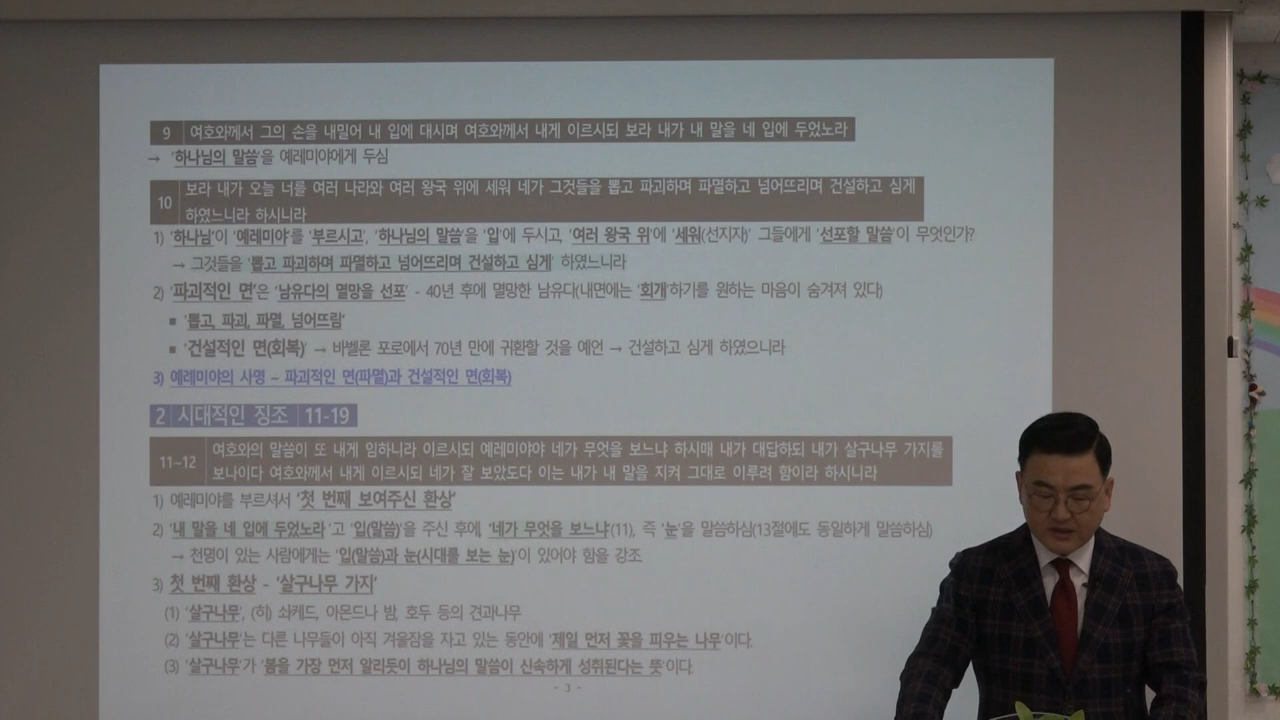 9 여호와께서 그의 손을 내밀어 내 입에 대시며 여호와께서 내게 이르시되 보라 내가 내 말을 네 입에 두었노라
→ '하나님의 말씀'을 예레미야에게 두심
10 보라 내가 오늘 너를 여러 나라와 여러 왕국 위에 세워 네가 그것들을 뽑고 파괴하며 파멸하고 넘어뜨리며 건설하고 심게
하였느니라 하시니라
1) '하나님'이 '예레미야'를 '부르시고', '하나님의 말씀'을 '입'에 두시고, '여러 왕국 위'에 '세워(선지자)' 그들에게 '선포할 말씀'이 무엇인가?
→ 그것들을 '뽑고 파괴하며 파멸하고 넘어뜨리며 건설하고 심게' 하였느니라
2) '파괴적인 면'은 '남유다의 멸망을 선포' - 40년 후에 멸망한 남유다(내면에는 '회개'하기를 원하는 마음이 숨겨져 있다)
■ '뽑고, 파괴, 파멸, 넘어뜨림'
■ '건설적인 면(회복)' → 바벨론 포로에서 70년 만에 귀환할 것을 예언 → 건설하고 심게 하였으니라
3) 예레미야의 사명 – 파괴적인 면(파멸)과 건설적인 면(회복)
2 시대적인 징조 11-19
11~12 여호와의 말씀이 또 내게 임하니라 이르시되 예레미야야 네가 무엇을 보느냐 하시매 내가 대답하되 내가 살구나무 가지를
보나이다 여호와께서 내게 이르시되 네가 잘 보았도다 이는 내가 내 말을 지켜 그대로 이루려 함이라 하시니라
1) 예레미야를 부르셔서 '첫 번째 보여주신 환상'
2) '내 말을 네 입에 두었노라'고 '입(말씀)'을 주신 후에, '네가 무엇을 보느냐'(11), 즉 '눈'을 말씀하심(13절에도 동일하게 말씀하심)
→ 천명이 있는 사람에게는 '입(말씀)과 눈(시대를 보는 눈)'이 있어야 함을 강조
3) 첫 번째 환상 - '살구나무 가지'
(1) '살구나무', (히) 쇠케드, 아몬드나 밤, 호두 등의 견과나무
(2) '살구나무'는 다른 나무들이 아직 겨울잠을 자고 있는 동안에 '제일 먼저 꽃을 피우는 나무'이다.
(3) '살구나무'가 '봄을 가장 먼저 알리듯이 하나님의 말씀이 신속하게 성취된다는 뜻'이다.
- 3 -